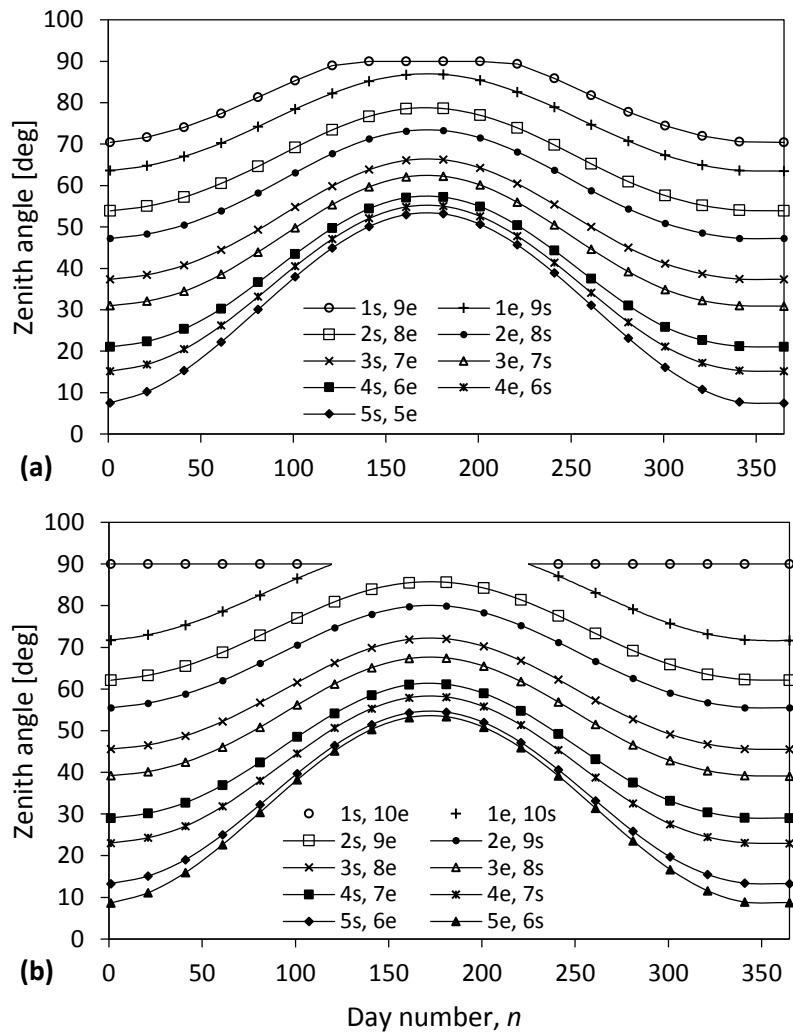 100
90
80
70
60
50
40
30
20
10
0
Zenith angle [deg]
1s, 9e
1e, 9s
2s, 8e
2e, 8s
3s, 7e
3e, 7s
4s, 6e
4e, 6s
5s, 5e
(a)
0
50
100
150
200
250
300
350
100
90
80
70
60
50
40
30
20
10
0
Zenith angle [deg]
1s, 10e
1e, 10s
2s, 9e
2e, 9s
3s, 8e
3e, 8s
4s, 7e
4e, 7s
5s, 6e
5e, 6s
(b)
0
50
100
150
200
250
300
350
Day number, n